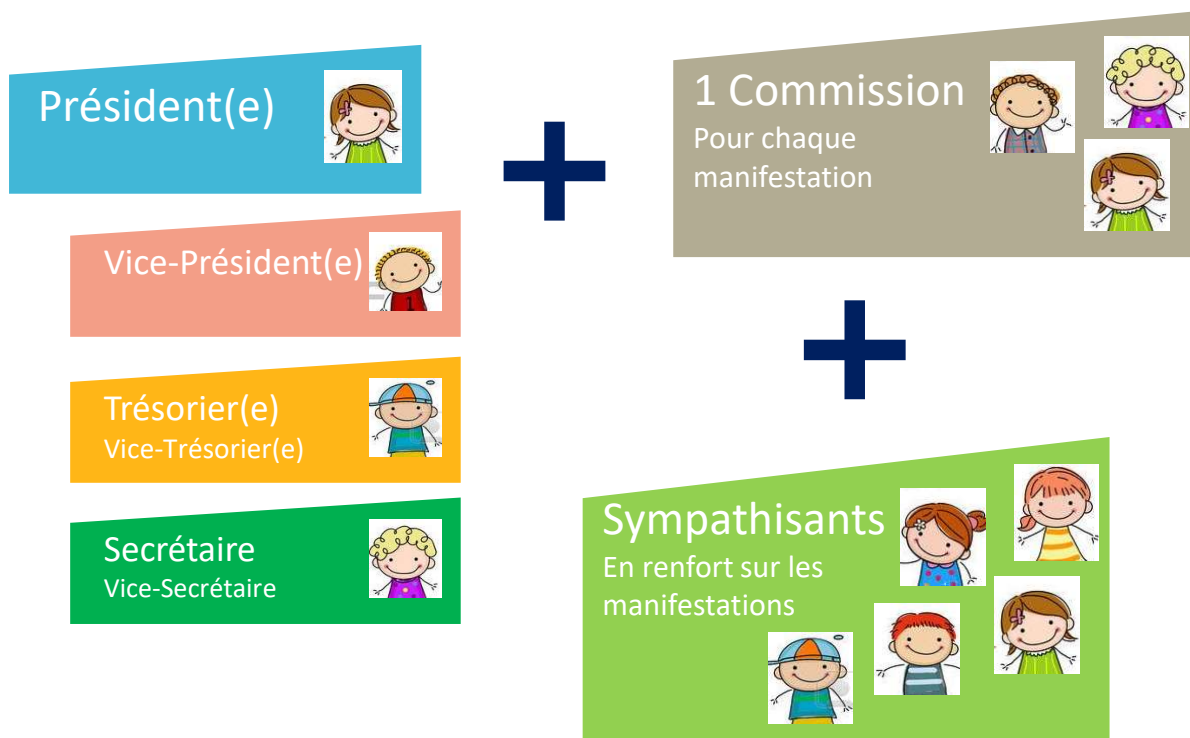 Président(e)
Vice-Président(e)
Trésorier(e)
Vice-Trésorier(e)
Secrétaire
Vice-Secrétaire
1 Commission
Pour chaque
manifestation
Sympathisants
En renfort sur les
manifestations
1